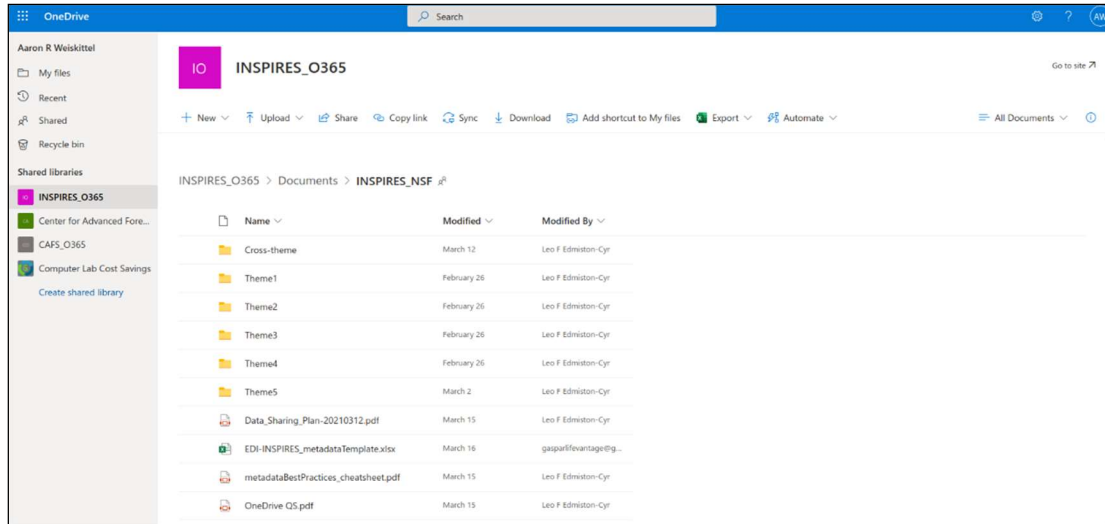 OneDrive
Search
?
AW
Aaron R Weiskittel
My files
Recent
Shared
Recycle bin
Shared libraries
INSPIRES_O365
Center for Advanced Fore...
CAFS_O365
Computer Lab Cost Savings
Create shared library
IO
INSPIRES_O365
Go to site
New
Upload
Share
Copy link
Sync
Download
Add shortcut to My files
Export
Automate
All Documents
INSPIRES_O365 > Documents > INSPIRES_NSF
Name Modified Modified By
Cross-theme March 12 Leo F Edmiston-Cyr
Theme1 February 26 Leo F Edmiston-Cyr
Theme2 February 26 Leo F Edmiston-Cyr
Theme3 February 26 Leo F Edmiston-Cyr
Theme4 February 26 Leo F Edmiston-Cyr
Theme5 March 2 Leo F Edmiston-Cyr
Data_Sharing_Plan-20210312.pdf March 15 Leo F Edmiston-Cyr
EDI-INSPIRES_metadataTemplate.xlsx March 16 gasparlifevantage@g...
metadataBestPractices_cheatsheet.pdf March 15 Leo F Edmiston-Cyr
OneDrive QS.pdf March 15 Leo F Edmiston-Cyr